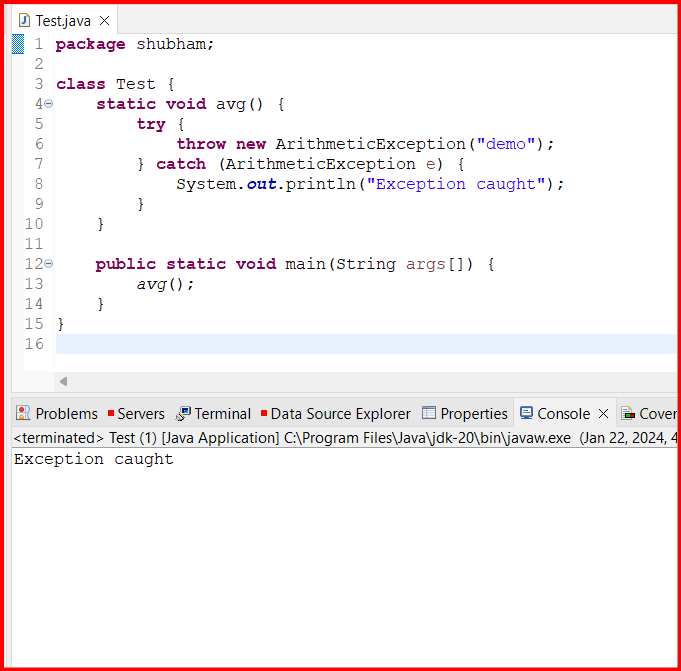 Test.java
1 package shubham;
2
3 class Test {
4 static void avg() {
5 try {
6 throw new ArithmeticException("demo");
7 } catch (ArithmeticException e) {
8 System.out.println("Exception caught");
9 }
10 }
11
12 public static void main(String args[]) {
13 avg();
14 }
15 }
16
Problems Servers Terminal Data Source Explorer Properties Console Cover
<terminated> Test (1) [Java Application] C:\Program Files\Java\jdk-20\bin\javaw.exe (Jan 22, 2024, 4
Exception caught